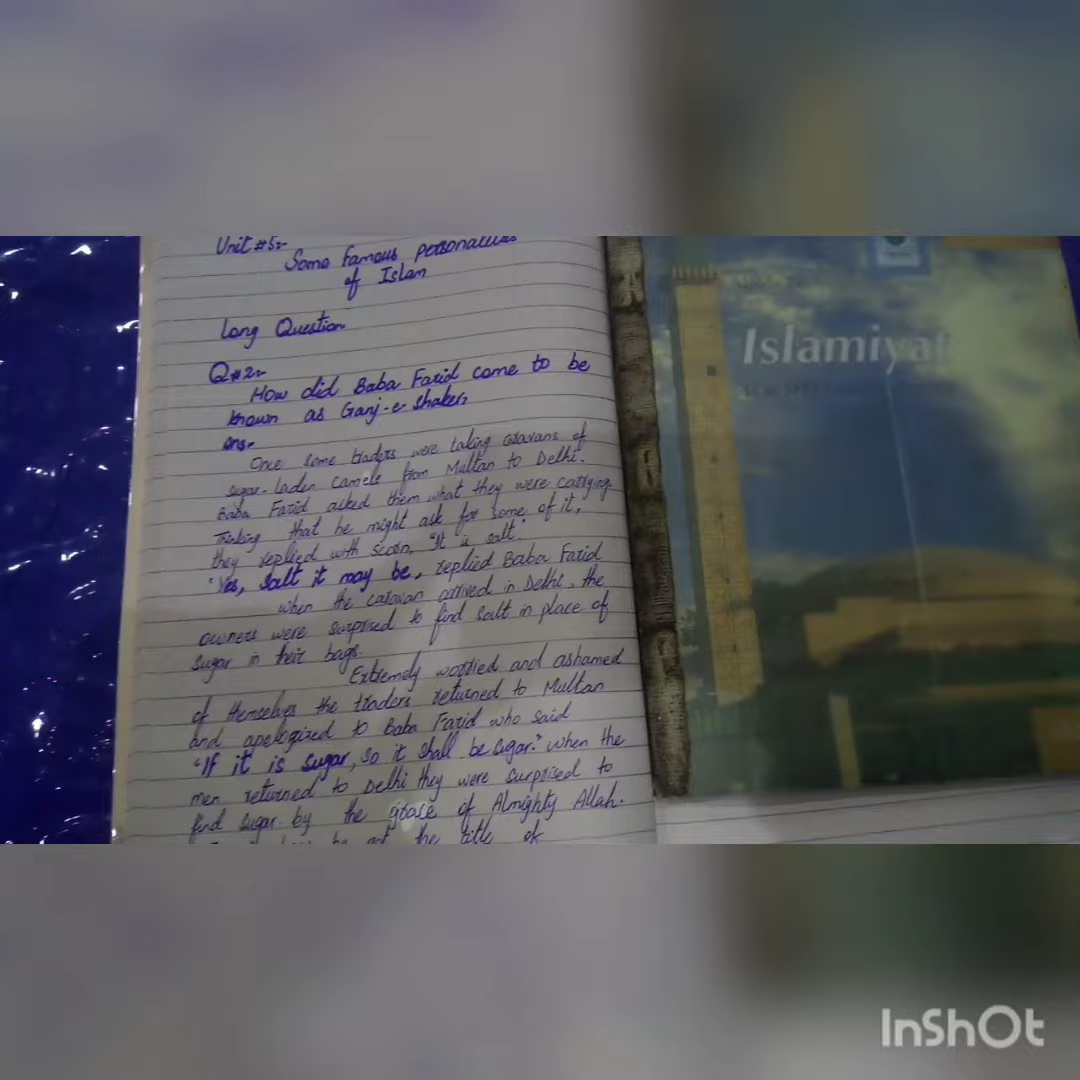 Unit #5:-
Some famous personalities
of Islam
Long Question
Q#2:-
How did Baba Farid come to be
known as Ganj-e-Shaker.
Ans:-
Once some traders were taking caravans of
sugar-laden camels from Multan to Delhi.
Baba Farid asked them what they were carrying.
Thinking that he might ask for some of it,
they replied with scorn, "It is salt."
"Yes, Salt it may be, replied Baba Farid
when the caravan arrived in Delhi, the
owners were surprised to find salt in place of
sugar in their bags.
Extremely worried and ashamed
of themselves the traders returned to Multan
and apologized to Baba Farid who said
"If it is sugar, so it shall be sugar." When the
men returned to Delhi they were surprised to
find sugar by the grace of Almighty Allah.
he got the title of
Islamiyat
InShOt